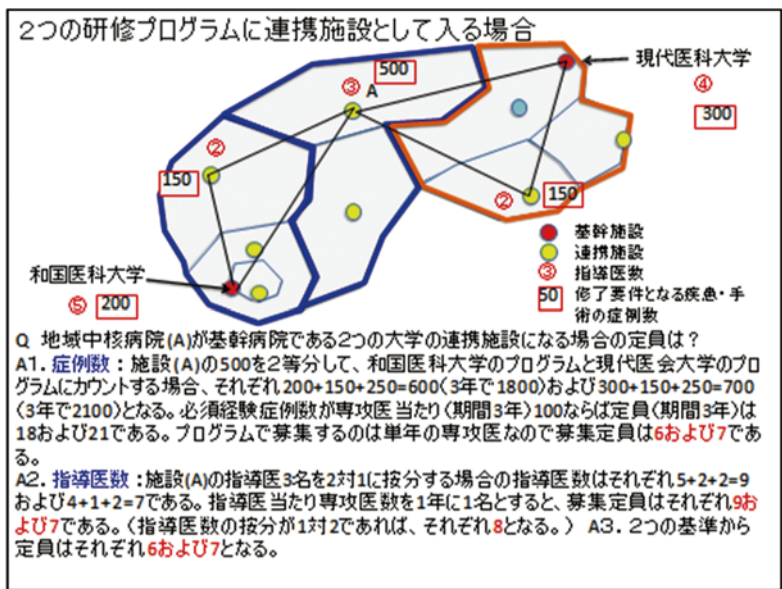 2つの研修プログラムに連携施設として入る場合
500
現代医科大学
③
A
④
300
②
150
②
150
基幹施設
連携施設
③ 指導医数
50 修了要件となる疾患・手
術の症例数
和国医科大学
⑤ 200
Q 地域中核病院(A)が基幹病院である2つの大学の連携施設になる場合の定員は?
A1. 症例数:施設(A)の500を2等分して、和国医科大学のプログラムと現代医会大学のプロ
グラムにカウントする場合、それぞれ200+150+250=600(3年で1800)および300+150+250=700
(3年で2100)となる。必須経験症例数が専攻医当たり(期間3年)100ならば定員(期間3年)は
18および21である。プログラムで募集するのは単年の専攻医なので募集定員は6および7であ
る。
A2. 指導医数:施設(A)の指導医3名を2対1に按分する場合の指導医数はそれぞれ5+2+2=9
および4+1+2=7である。指導医当たり専攻医数を1年に1名とすると、募集定員はそれぞれ9
および7である。(指導医数の按分が1対2であれば、それぞれ8となる。) A3. 2つの基準から
定員はそれぞれ6および7となる。